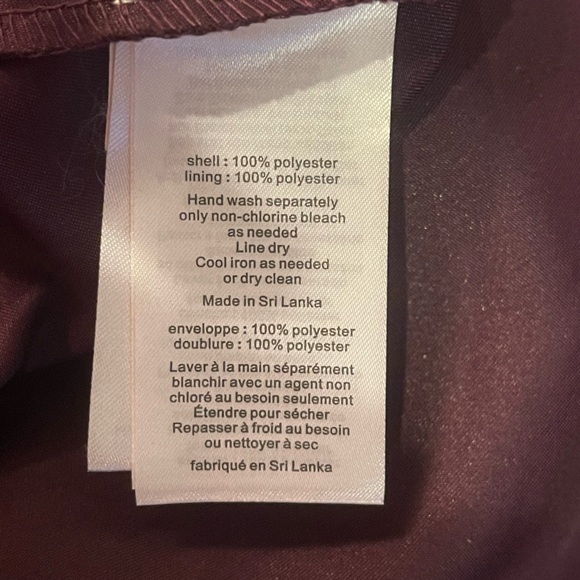 shell : 100% polyester
lining : 100% polyester
Hand wash separately
only non-chlorine bleach
as needed
Line dry
Cool iron as needed
or dry clean
Made in Sri Lanka
enveloppe : 100% polyester
doublure : 100% polyester
Laver à la main séparément
blanchir avec un agent non
chloré au besoin seulement
Étendre pour sécher
Repasser à froid au besoin
ou nettoyer à sec
fabriqué en Sri Lanka